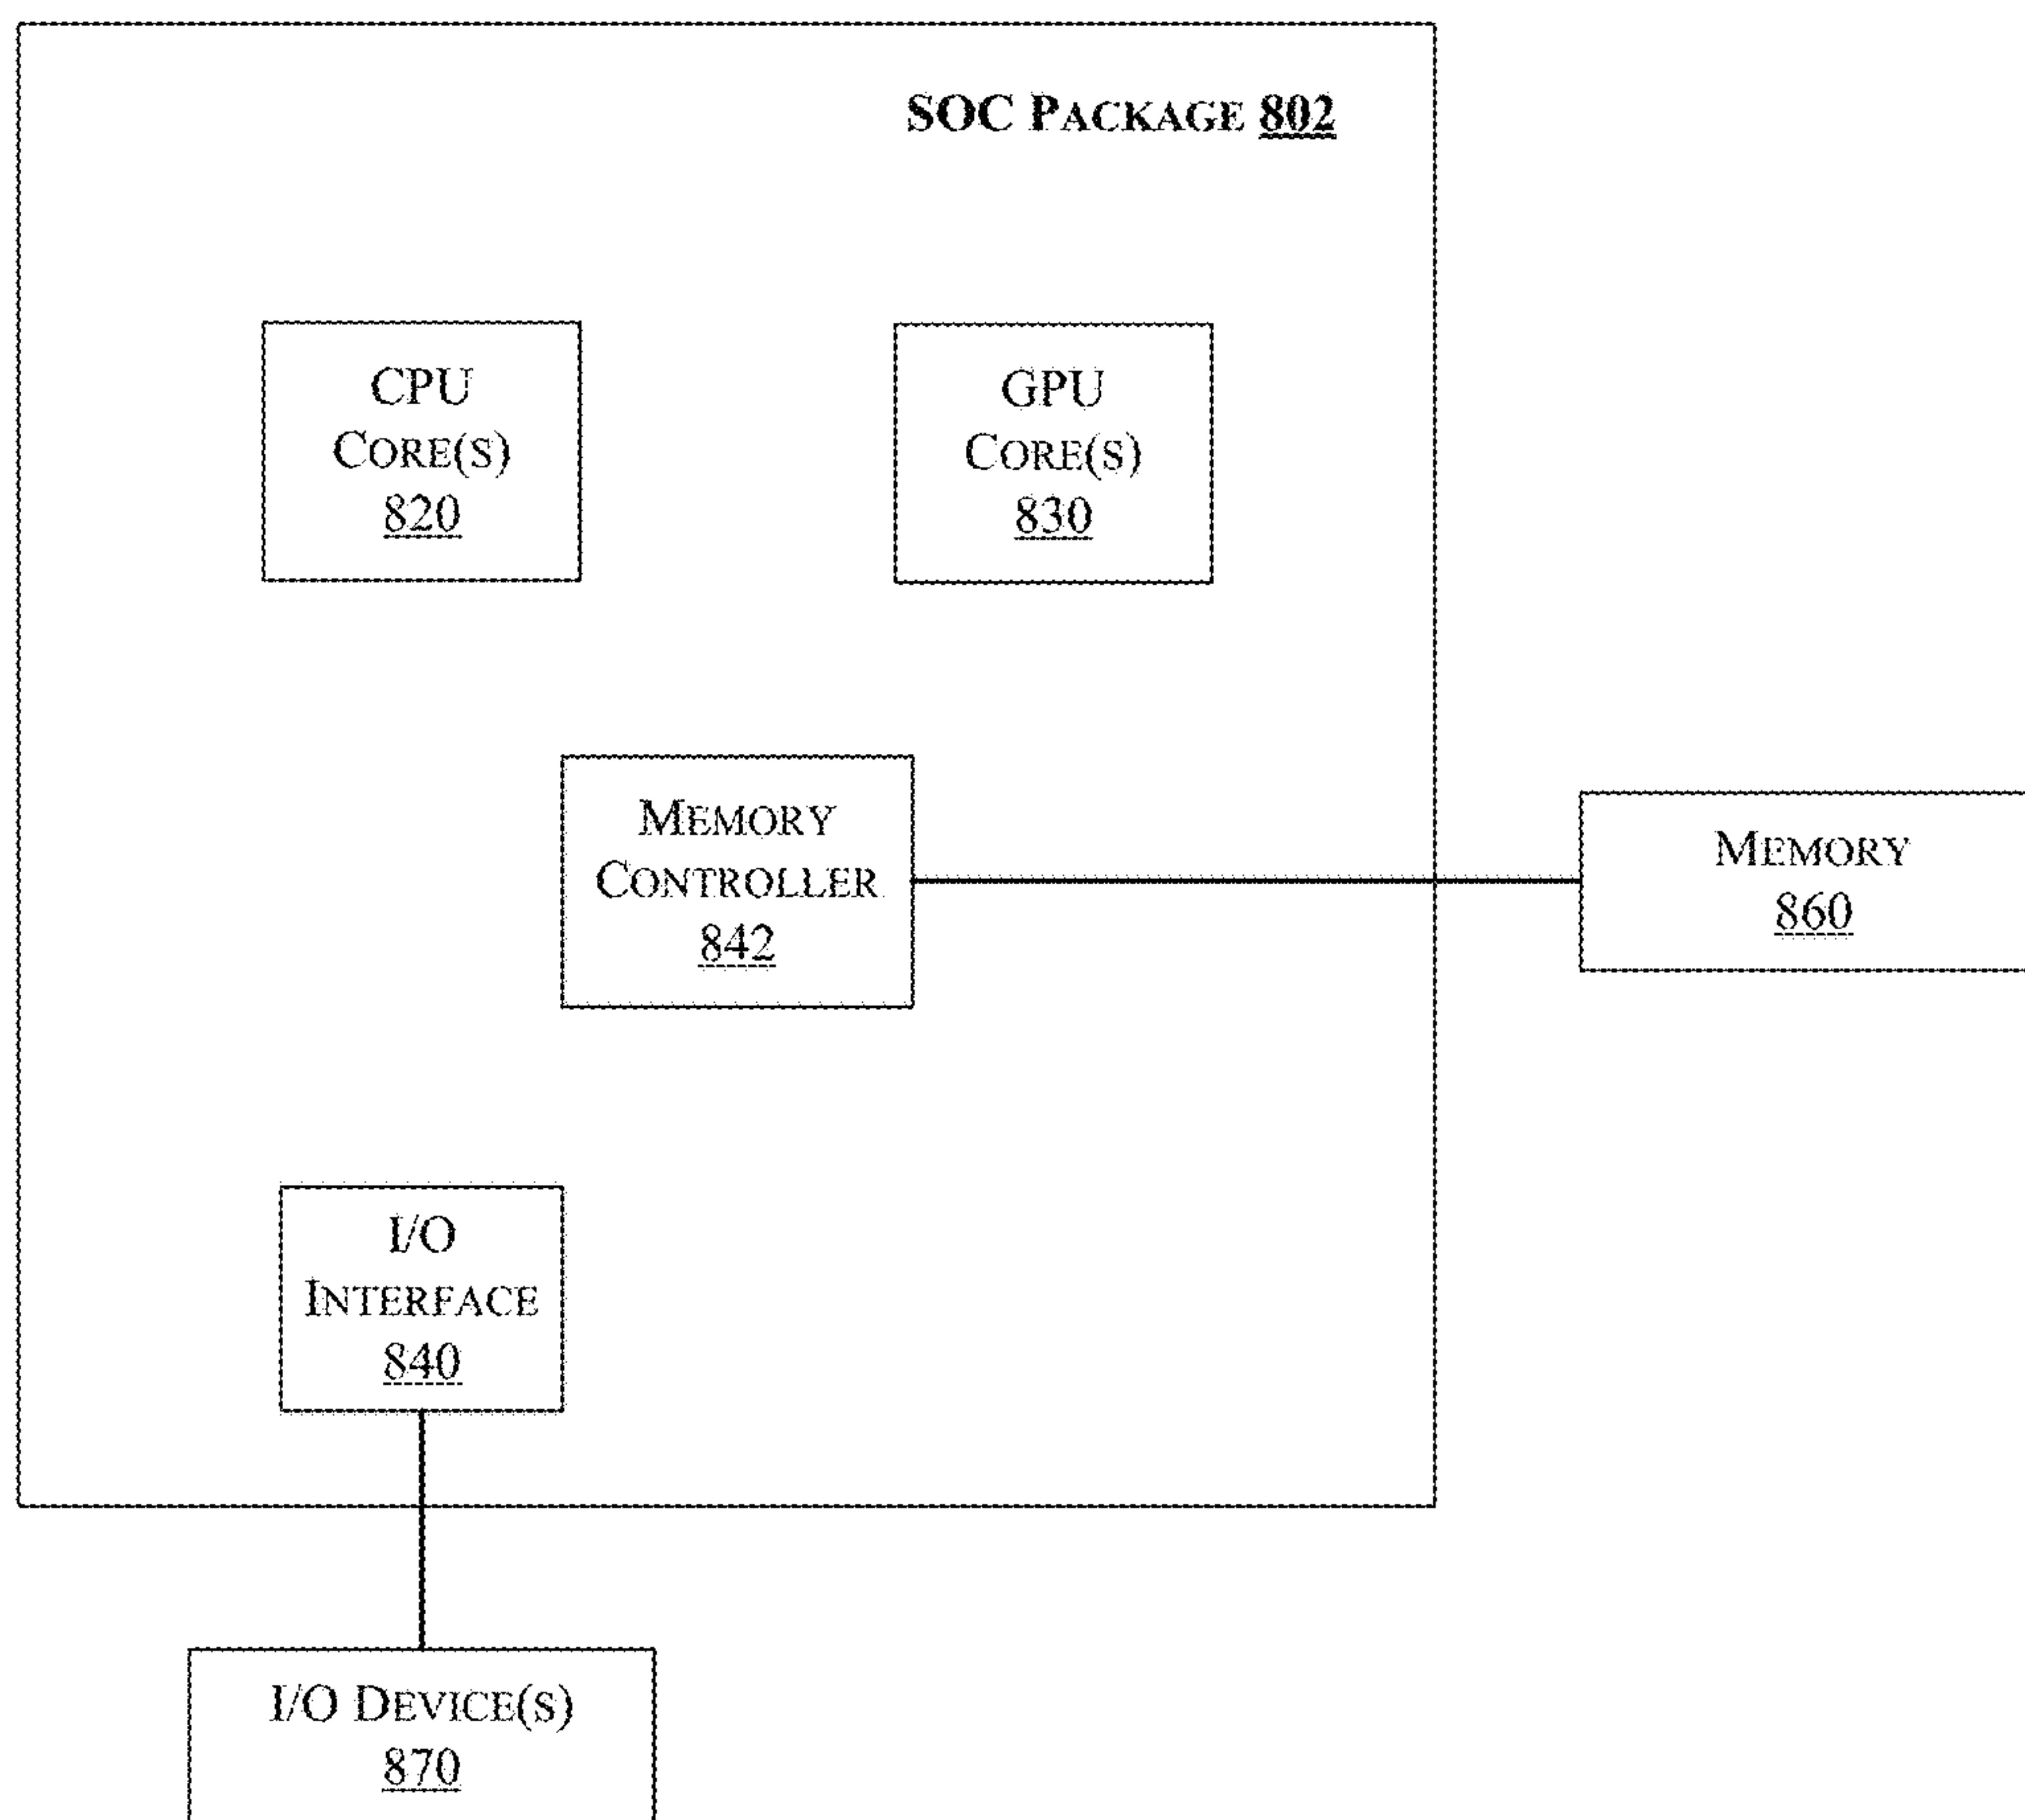 SOC PACKAGE 802
CPU
CORE(S)
820
GPU
CORE(S)
830
MEMORY
CONTROLLER
842
MEMORY
860
I/O
INTERFACE
840
I/O DEVICE(S)
870